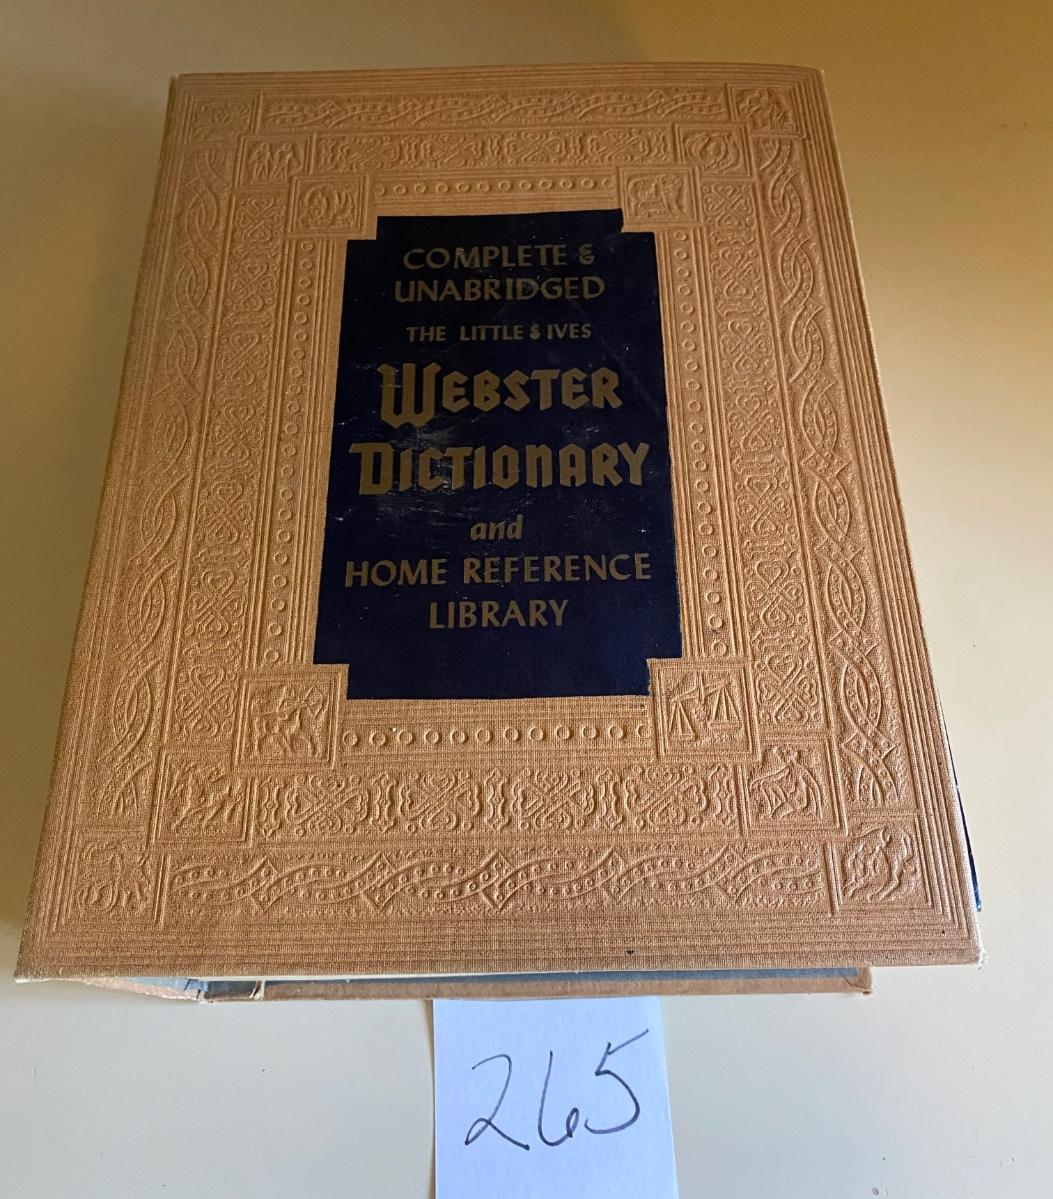 COMPLETE &
UNABRIDGED
THE LITTLE & IVES
WEBSTER
DICTIONARY
and
HOME REFERENCE
LIBRARY
265